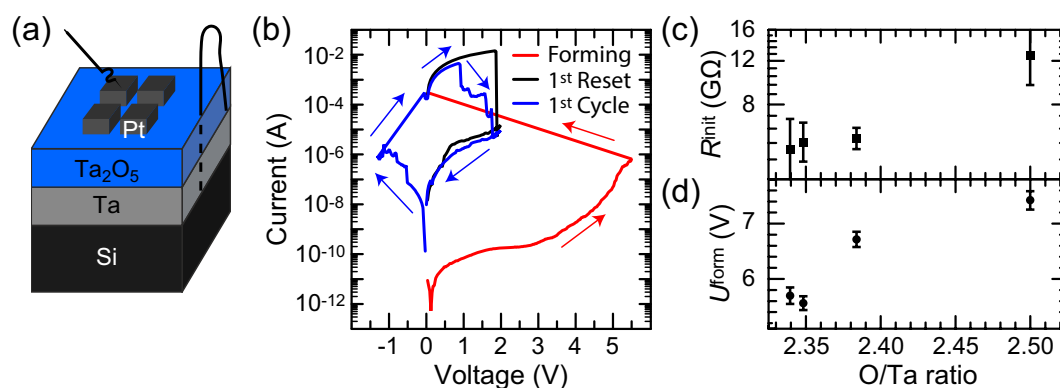 (a)
Pt
Ta2O5
Ta
Si
(b)
Current (A)
10-2
10-4
10-6
10-8
10-10
10-12
Forming
1st Reset
1st Cycle
-1 0 1 2 3 4 5
Voltage (V)
(c)
Rinit (GΩ)
16
12
8
(d)
Uform (V)
7
6
2.35 2.40 2.45 2.50
O/Ta ratio